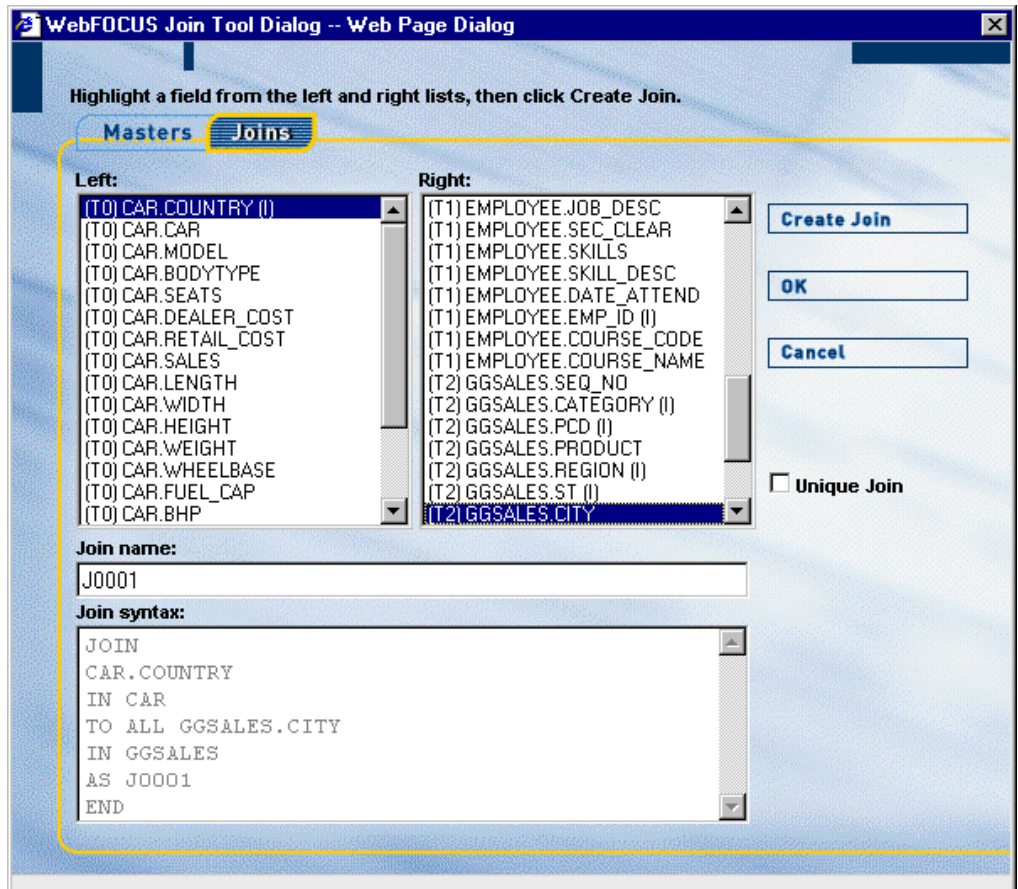 WebFOCUS Join Tool Dialog -- Web Page Dialog
Highlight a field from the left and right lists, then click Create Join.
Masters Joins
Left:
(T0) CAR.COUNTRY (I)
(T0) CAR.CAR
(T0) CAR.MODEL
(T0) CAR.BODYTYPE
(T0) CAR.SEATS
(T0) CAR.DEALER_COST
(T0) CAR.RETAIL_COST
(T0) CAR.SALES
(T0) CAR.LENGTH
(T0) CAR.WIDTH
(T0) CAR.HEIGHT
(T0) CAR.WEIGHT
(T0) CAR.WHEELBASE
(T0) CAR.FUEL_CAP
(T0) CAR.BHP
Right:
(T1) EMPLOYEE.JOB_DESC
(T1) EMPLOYEE.SEC_CLEAR
(T1) EMPLOYEE.SKILLS
(T1) EMPLOYEE.SKILL_DESC
(T1) EMPLOYEE.DATE_ATTEND
(T1) EMPLOYEE.EMP_ID (I)
(T1) EMPLOYEE.COURSE_CODE
(T1) EMPLOYEE.COURSE_NAME
(T2) GGSALES.SEQ_NO
(T2) GGSALES.CATEGORY (I)
(T2) GGSALES.PCD (I)
(T2) GGSALES.PRODUCT
(T2) GGSALES.REGION (I)
(T2) GGSALES.ST (I)
(T2) GGSALES.CITY
Create Join
OK
Cancel
Unique Join
Join name:
J0001
Join syntax:
JOIN
CAR.COUNTRY
IN CAR
TO ALL GGSALES.CITY
IN GGSALES
AS J0001
END